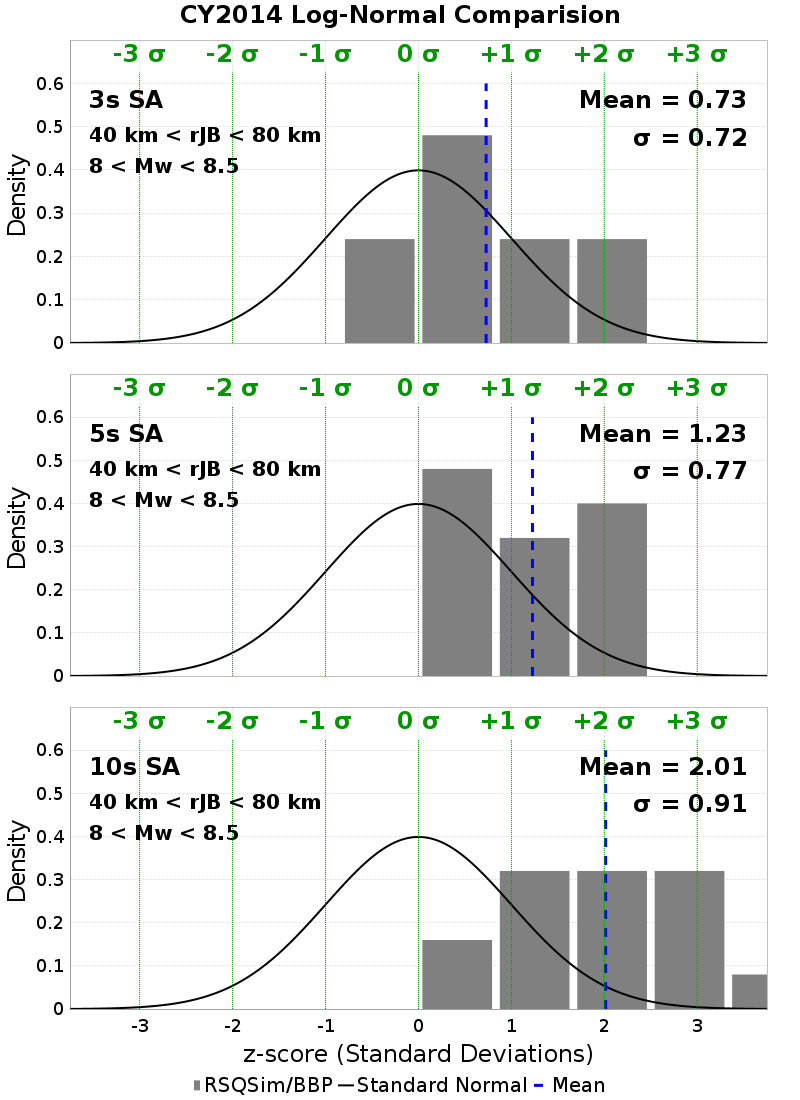 CY2014 Log-Normal Comparision
-3 σ -2 σ -1 σ 0 σ +1 σ +2 σ +3 σ
3s SA
40 km < rJB < 80 km
8 < Mw < 8.5
Mean = 0.73
σ = 0.72
Density
0.6
0.5
0.4
0.3
0.2
0.1
0
-3 σ -2 σ -1 σ 0 σ +1 σ +2 σ +3 σ
5s SA
40 km < rJB < 80 km
8 < Mw < 8.5
Mean = 1.23
σ = 0.77
Density
0.6
0.5
0.4
0.3
0.2
0.1
0
-3 σ -2 σ -1 σ 0 σ +1 σ +2 σ +3 σ
10s SA
40 km < rJB < 80 km
8 < Mw < 8.5
Mean = 2.01
σ = 0.91
Density
0.6
0.5
0.4
0.3
0.2
0.1
0
-3 -2 -1 0 1 2 3
z-score (Standard Deviations)
RSQSim/BBP Standard Normal Mean